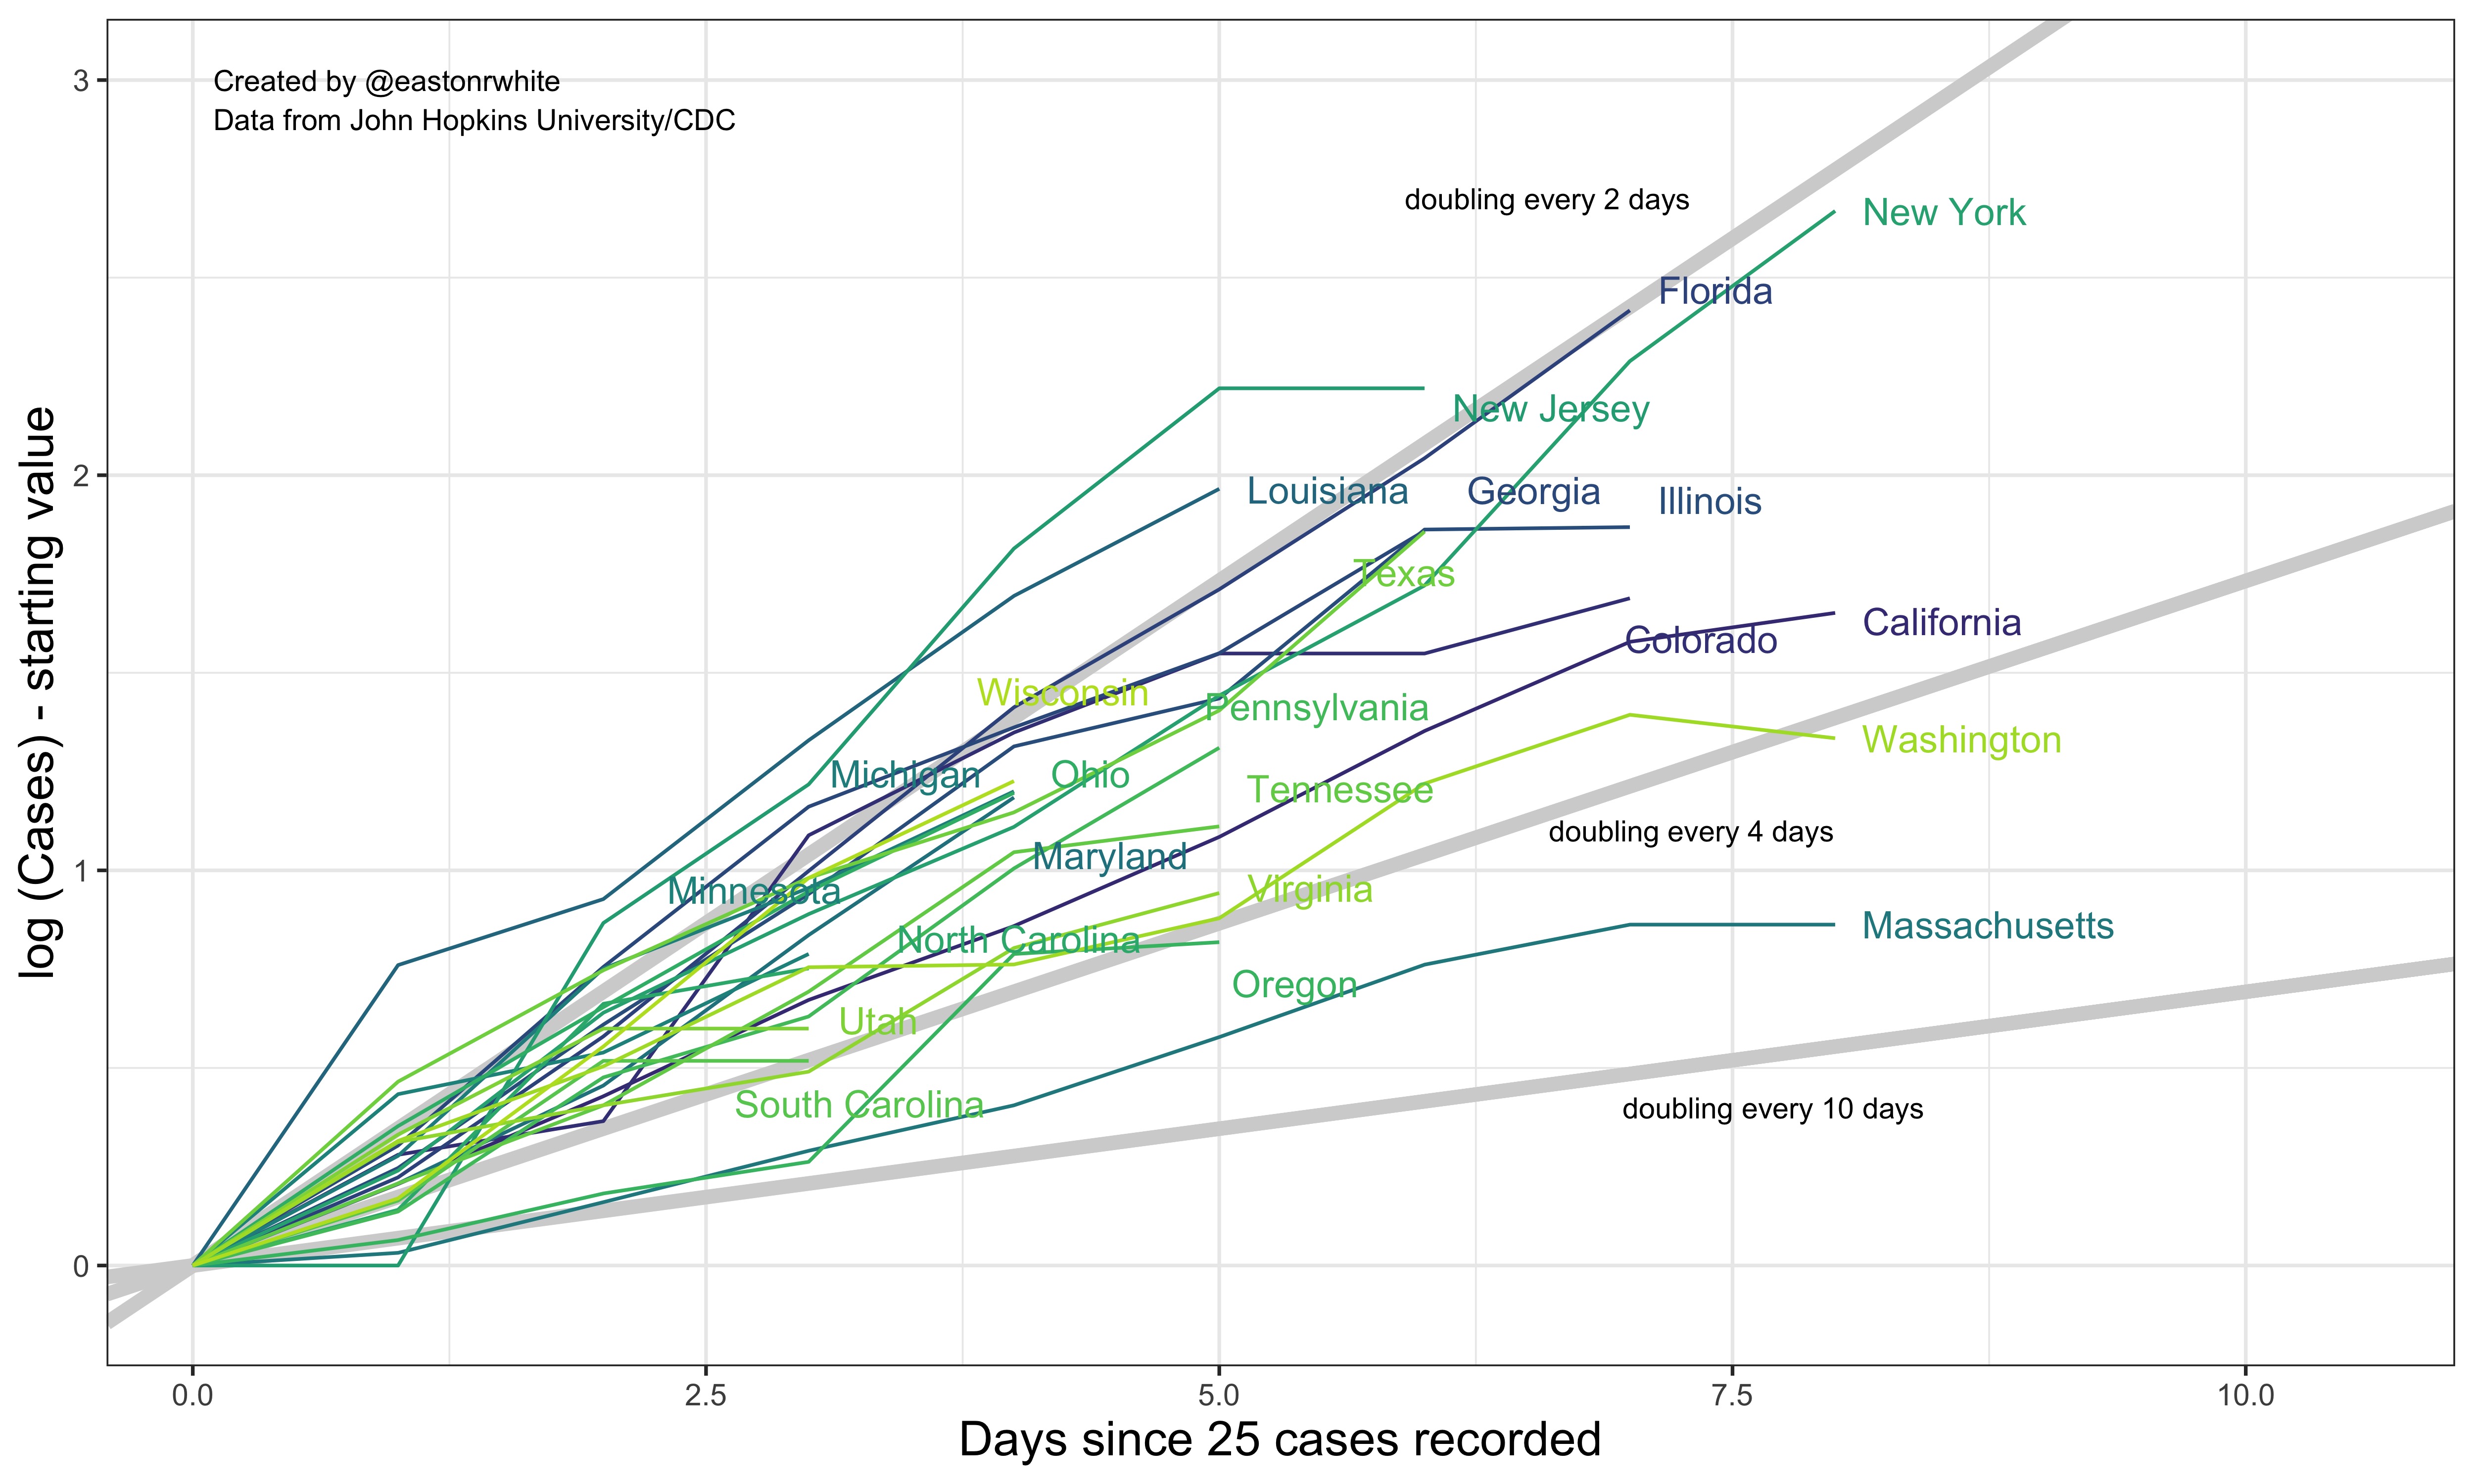 3
Created by @eastonrwhite
Data from John Hopkins University/CDC
doubling every 2 days
New York
Florida
New Jersey
2
Louisiana
Georgia
Illinois
Texas
California
Colorado
Wisconsin
Pennsylvania
Washington
Michigan
Ohio
Tennessee
doubling every 4 days
Maryland
1
Minnesota
Virginia
Massachusetts
North Carolina
Oregon
Utah
South Carolina
doubling every 10 days
0
log (Cases) - starting value
0.0 2.5 5.0 7.5 10.0
Days since 25 cases recorded